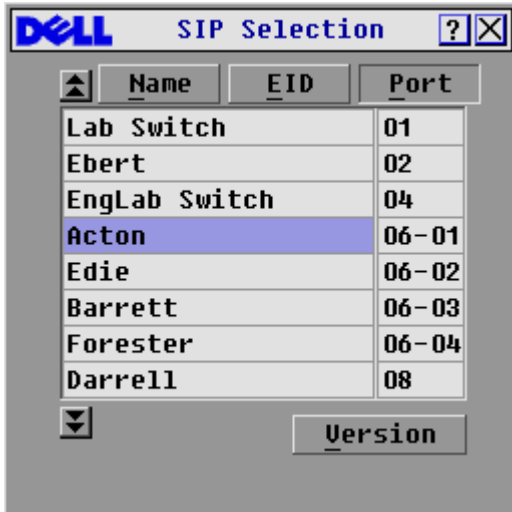 DELL SIP Selection ? X
Name EID Port
Lab Switch 01
Ebert 02
EngLab Switch 04
Acton 06-01
Edie 06-02
Barrett 06-03
Forester 06-04
Darrell 08
Version